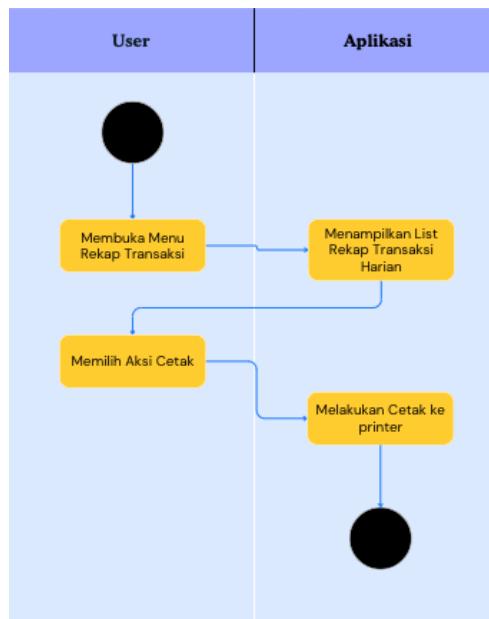 User
Aplikasi
Membuka Menu
Rekap Transaksi
Menampilkan List
Rekap Transaksi
Harian
Memilih Aksi Cetak
Melakukan Cetak ke
printer